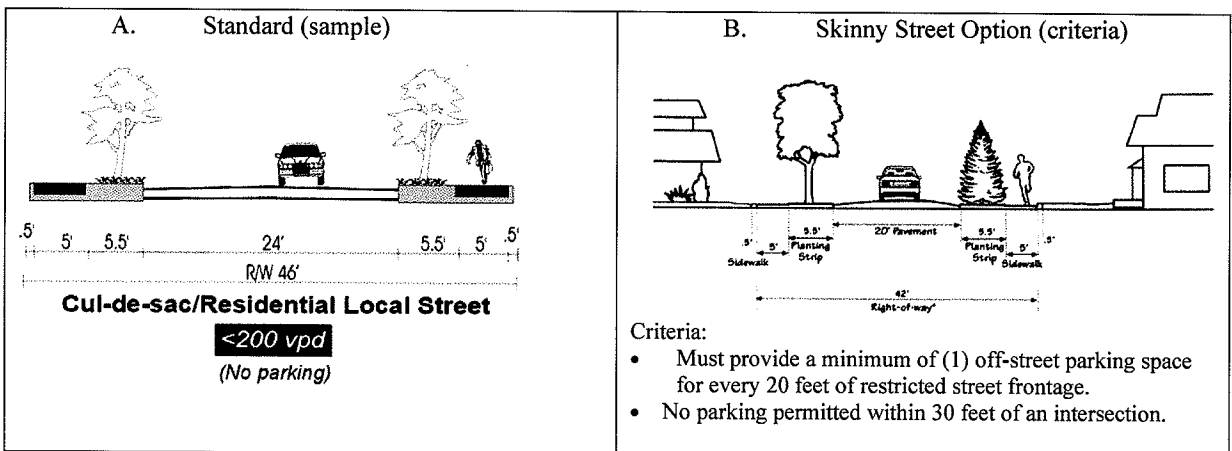 A. Standard (sample)
.5' 5' 5.5' 24' 5.5' 5' .5'
R/W 46'
Cul-de-sac/Residential Local Street
<200 vpd
(No parking)
B. Skinny Street Option (criteria)
.5' 5' 5.5' 20' Pavement 5.5' 5' .5'
Sidewalk Planting Strip Planting Strip Sidewalk
42'
Right-of-way*
Criteria:
• Must provide a minimum of (1) off-street parking space
for every 20 feet of restricted street frontage.
• No parking permitted within 30 feet of an intersection.